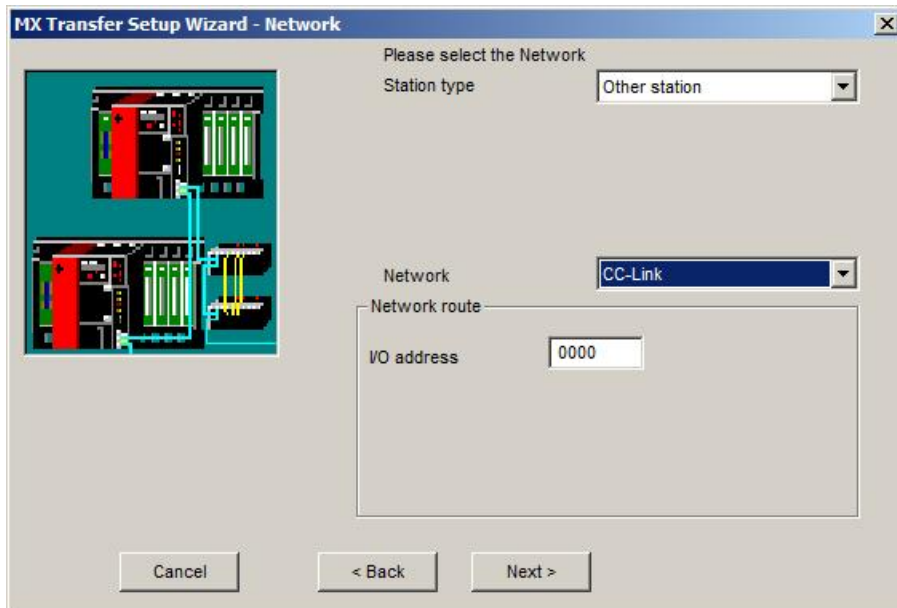 MX Transfer Setup Wizard - Network
Please select the Network
Station type
Other station
Network
CC-Link
Network route
I/O address
0000
Cancel
< Back
Next >